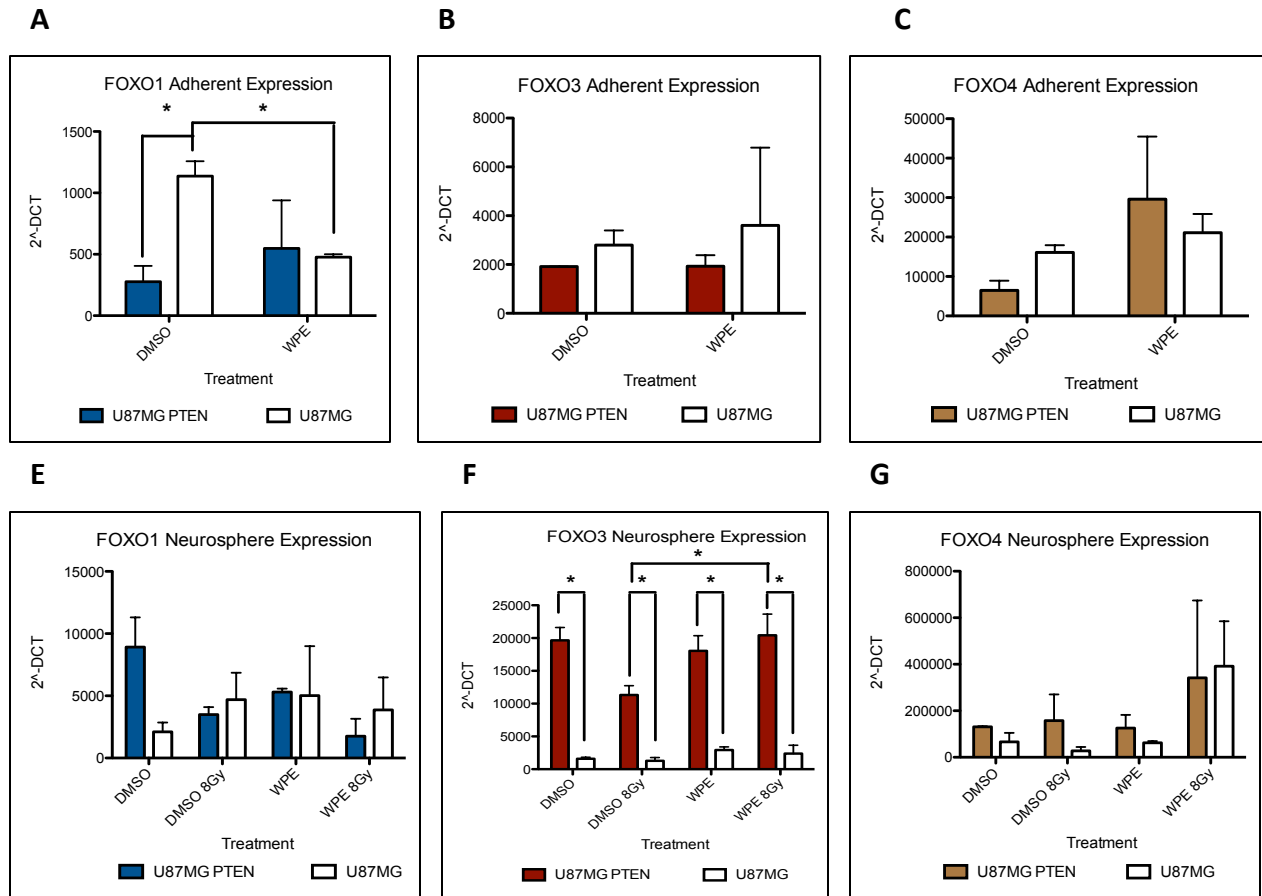 A
FOXO1 Adherent Expression
*
*
1500
1000
500
0
2^-DCT
DMSO
WPE
Treatment
U87MG PTEN
U87MG
B
FOXO3 Adherent Expression
8000
6000
4000
2000
0
2^-DCT
DMSO
WPE
Treatment
U87MG PTEN
U87MG
C
FOXO4 Adherent Expression
50000
40000
30000
20000
10000
0
2^-DCT
DMSO
WPE
Treatment
U87MG PTEN
U87MG
E
FOXO1 Neurosphere Expression
15000
10000
5000
0
2^-DCT
DMSO
DMSO 8Gy
WPE
WPE 8Gy
Treatment
U87MG PTEN
U87MG
F
FOXO3 Neurosphere Expression
*
*
*
*
*
25000
20000
15000
10000
5000
0
2^-DCT
DMSO
DMSO 8Gy
WPE
WPE 8Gy
Treatment
U87MG PTEN
U87MG
G
FOXO4 Neurosphere Expression
800000
600000
400000
200000
0
2^-DCT
DMSO
DMSO 8Gy
WPE
WPE 8Gy
Treatment
U87MG PTEN
U87MG